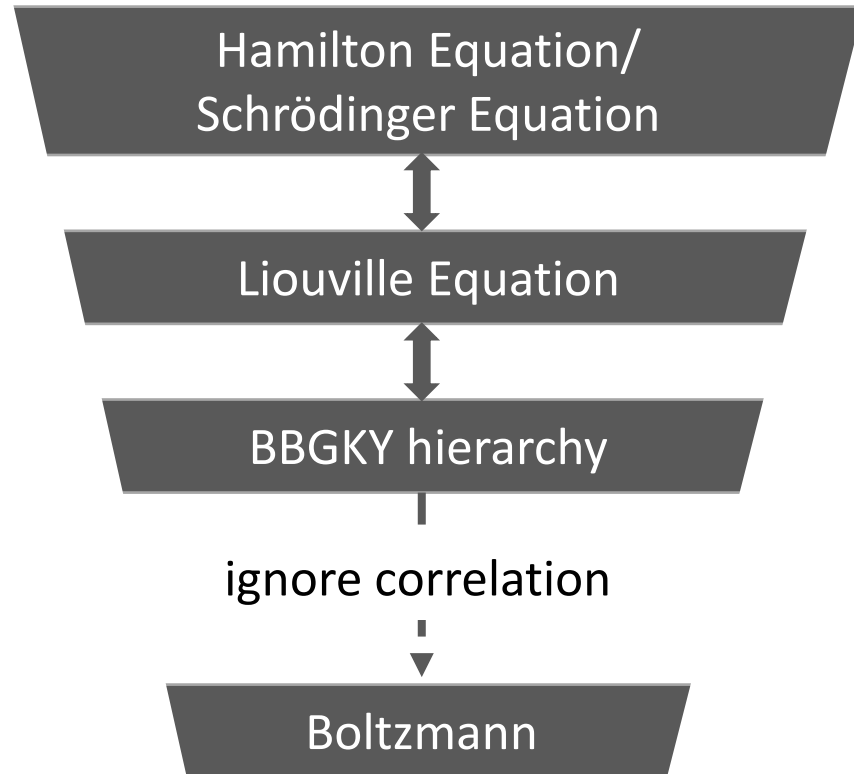 Hamilton Equation/
Schrödinger Equation
Liouville Equation
BBGKY hierarchy
ignore correlation
Boltzmann